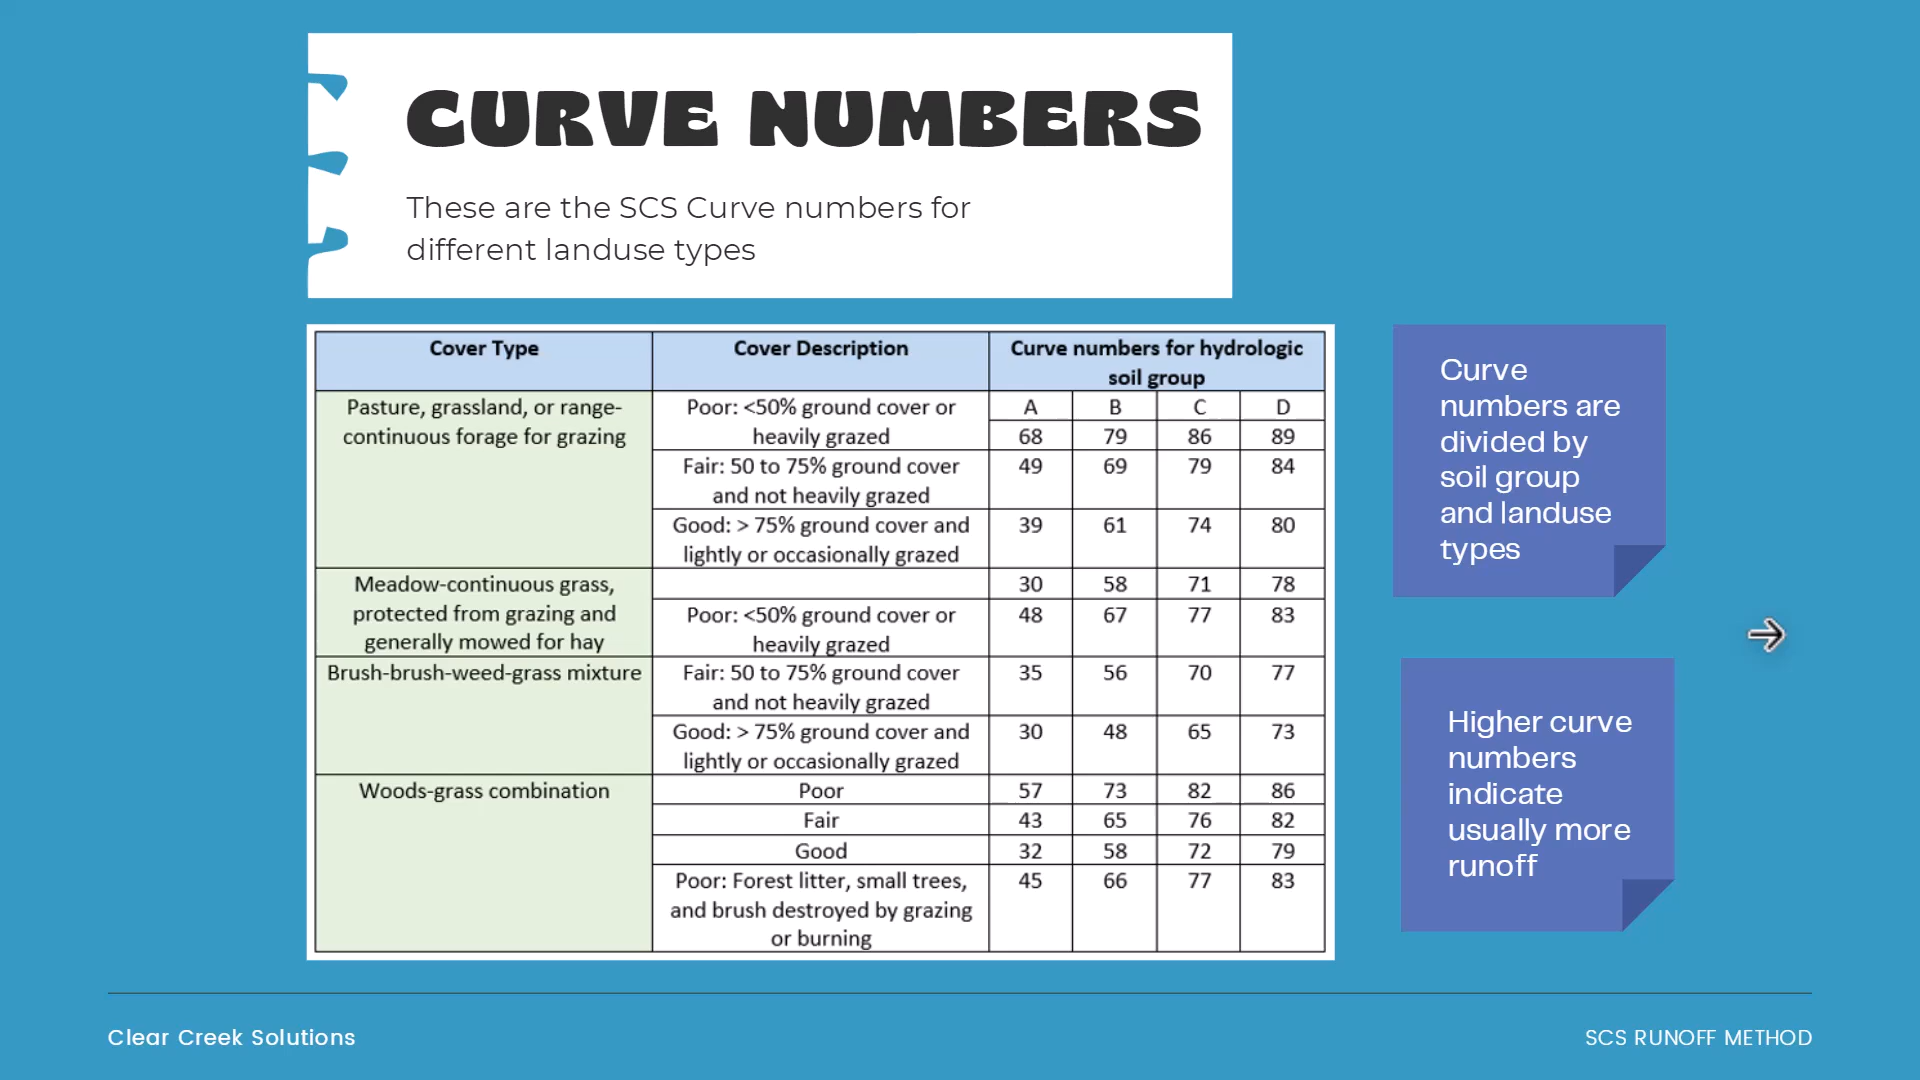 CURVE NUMBERS
These are the SCS Curve numbers for
different landuse types
Cover Type Cover Description Curve numbers for hydrologic
soil group
Pasture, grassland, or range-
continuous forage for grazing
Poor: <50% ground cover or
heavily grazed
A B C D
68 79 86 89
Fair: 50 to 75% ground cover
and not heavily grazed
49 69 79 84
Good: > 75% ground cover and
lightly or occasionally grazed
39 61 74 80
Meadow-continuous grass,
protected from grazing and
generally mowed for hay
30 58 71 78
Poor: <50% ground cover or
heavily grazed
48 67 77 83
Brush-brush-weed-grass mixture
Fair: 50 to 75% ground cover
and not heavily grazed
35 56 70 77
Good: > 75% ground cover and
lightly or occasionally grazed
30 48 65 73
Woods-grass combination
Poor 57 73 82 86
Fair 43 65 76 82
Good 32 58 72 79
Poor: Forest litter, small trees,
and brush destroyed by grazing
or burning
45 66 77 83
Curve
numbers are
divided by
soil group
and landuse
types
Higher curve
numbers
indicate
usually more
runoff
Clear Creek Solutions
SCS RUNOFF METHOD